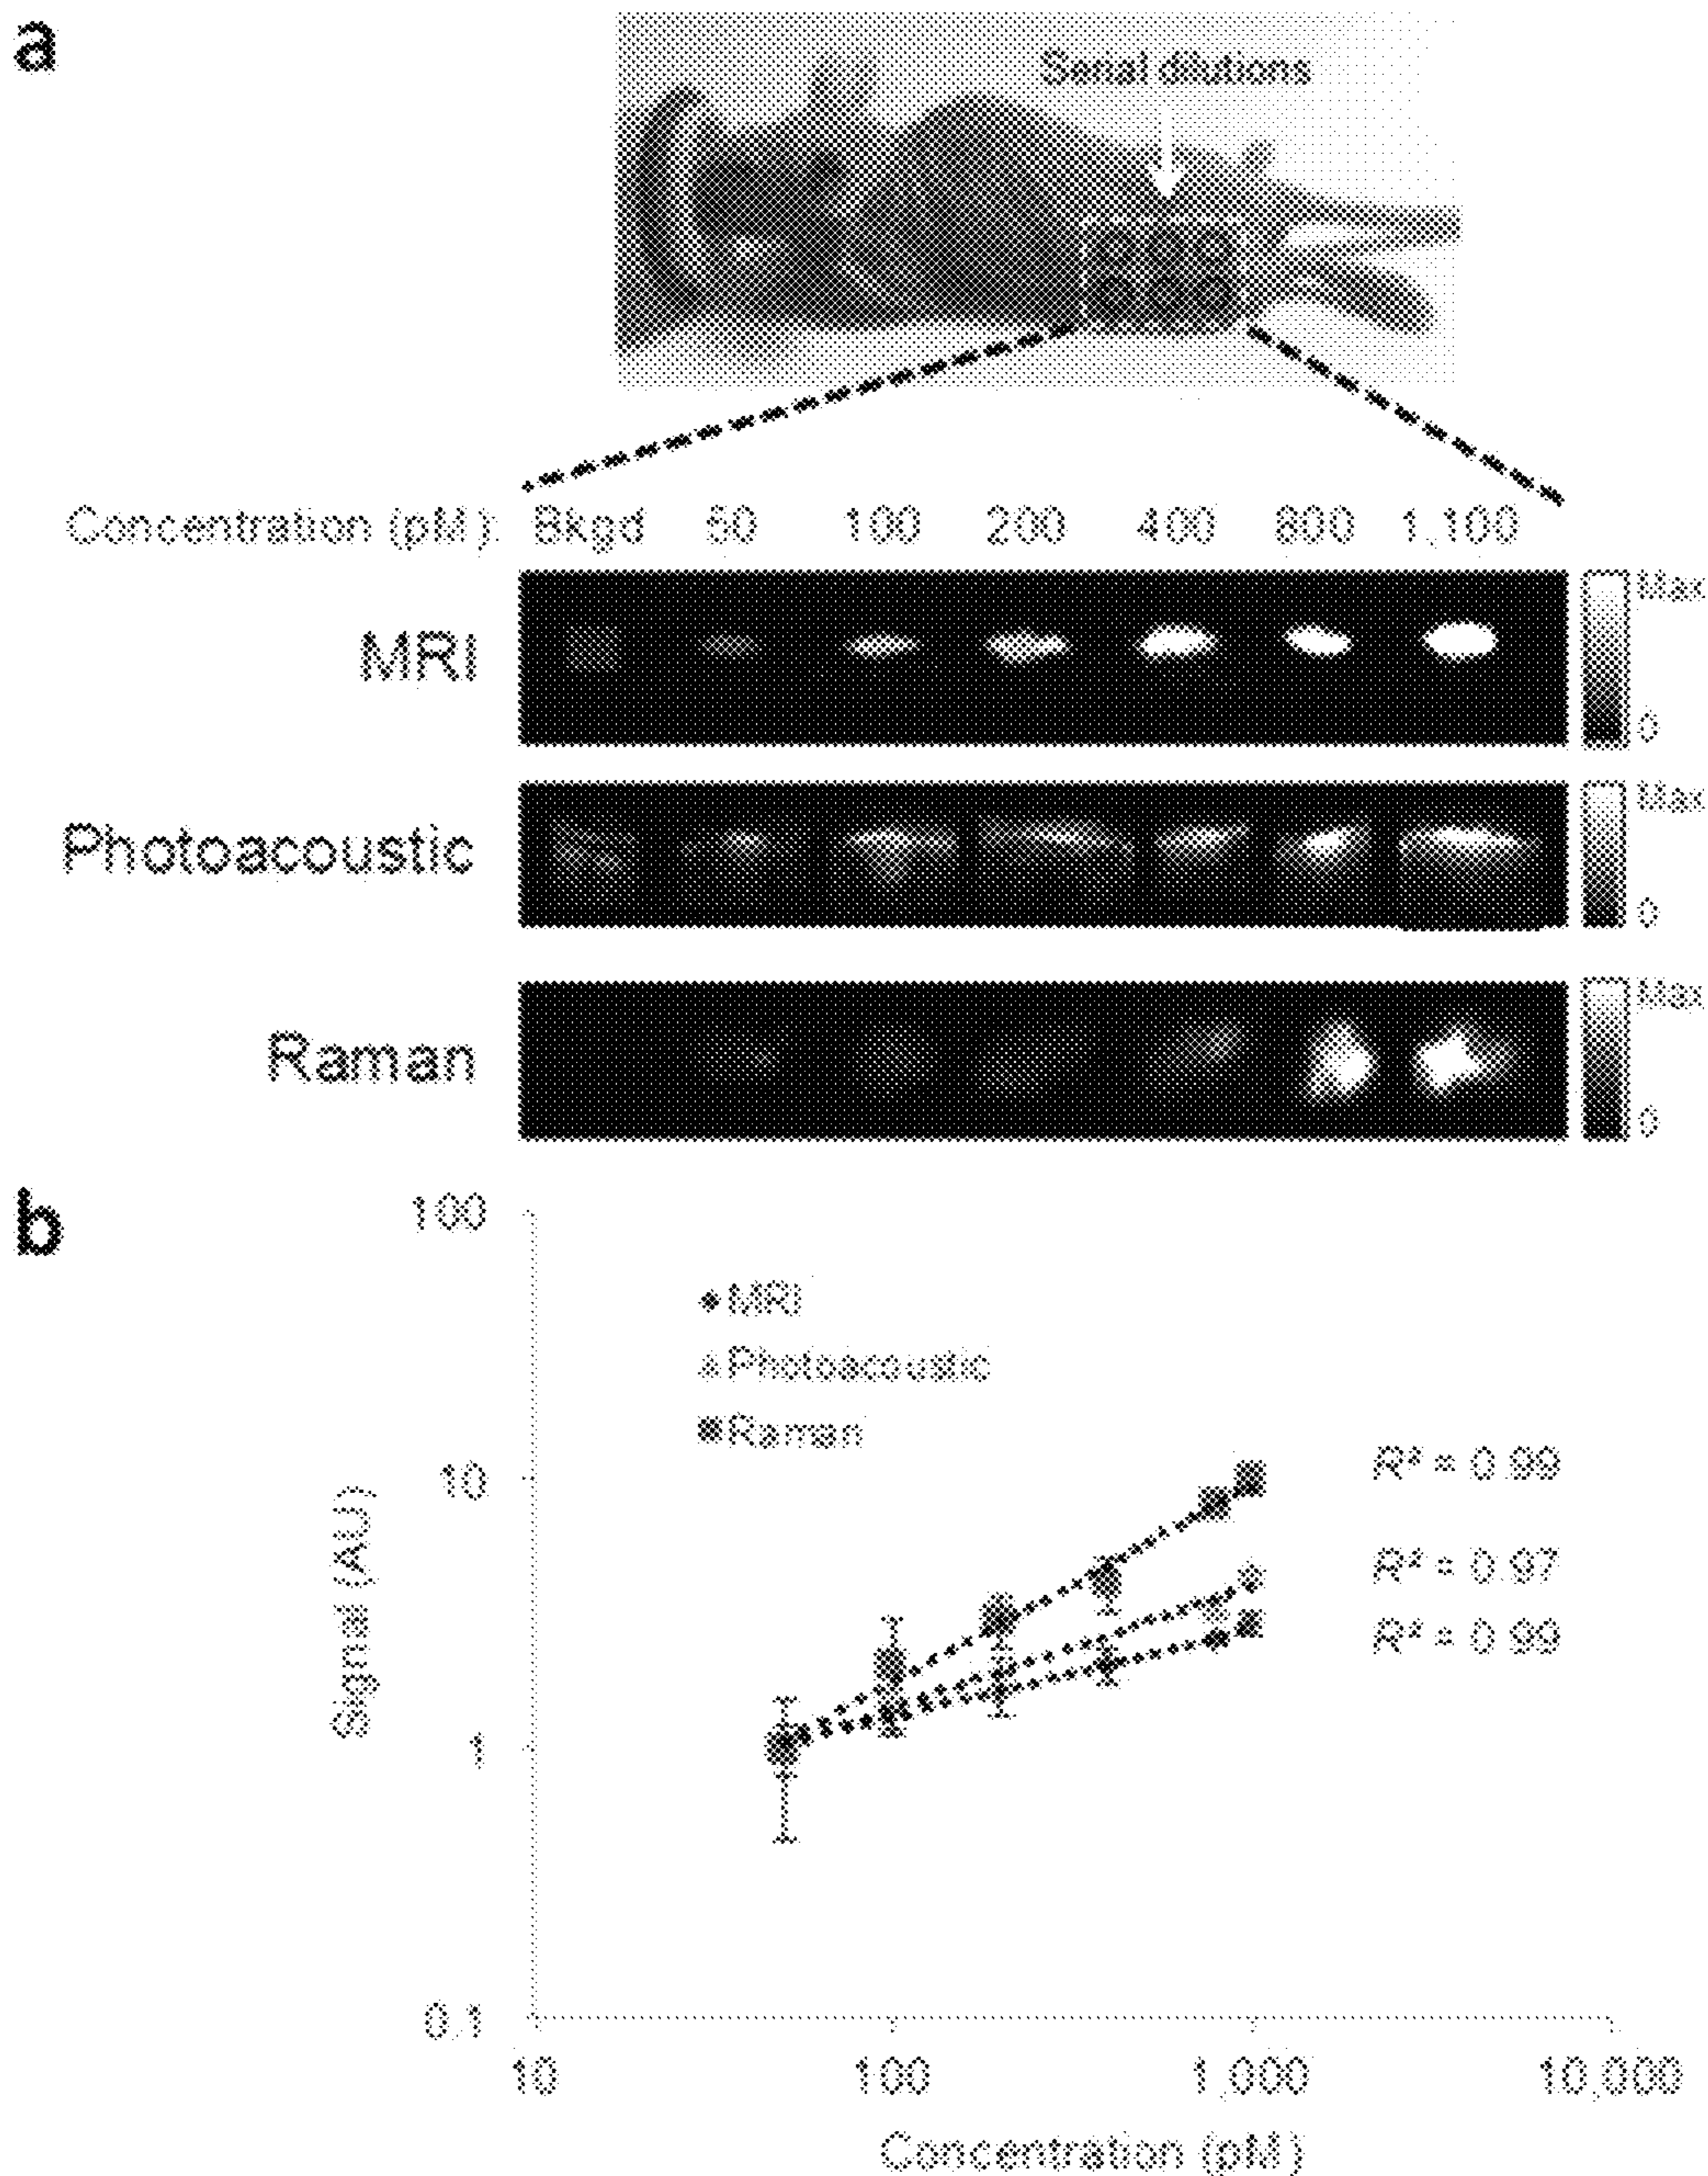 a
Serial dilutions
Concentration (pM): Bkgd 50 100 200 400 800 1,100
MRI
Max
0
Photoacoustic
Max
0
Raman
Max
0
b
100
10
1
0.1
Signal (AU)
MRI
Photoacoustic
Raman
R² = 0.99
R² = 0.97
R² = 0.99
10 100 1,000 10,000
Concentration (pM)